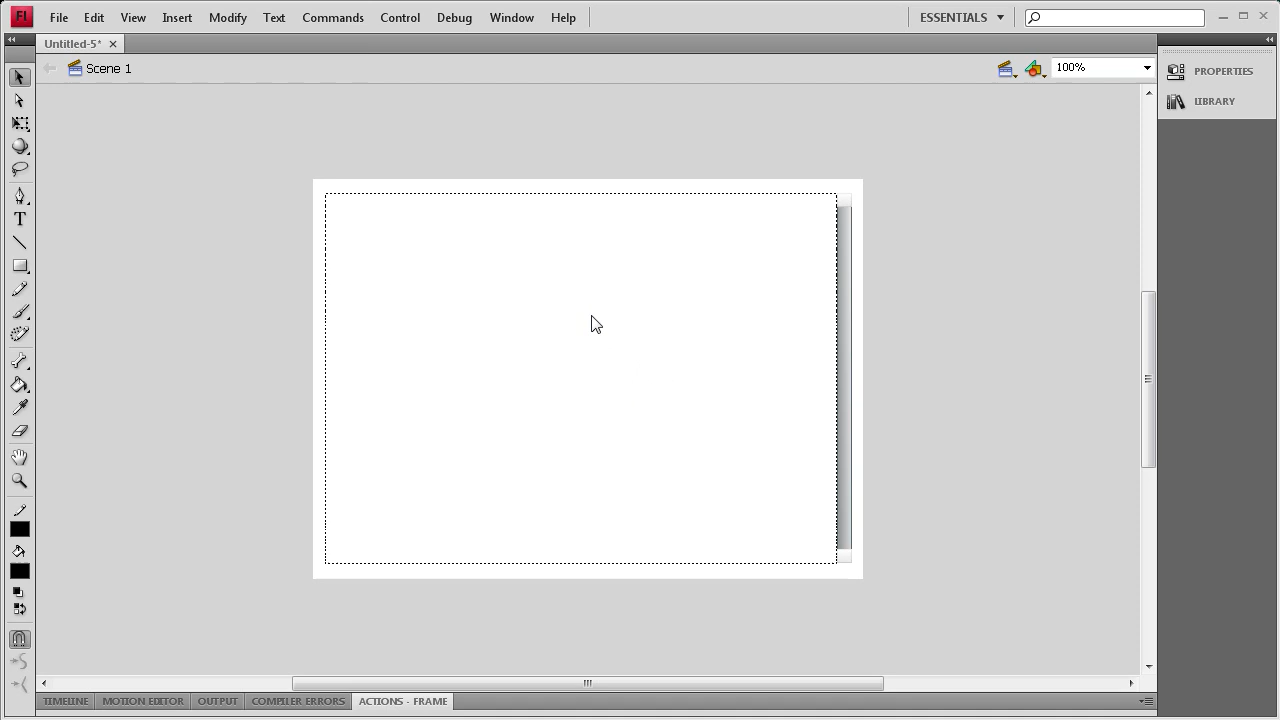 Fl File Edit View Insert Modify Text Commands Control Debug Window Help ESSENTIALS
Untitled-5*
Scene 1 100%
PROPERTIES
LIBRARY
T
TIMELINE MOTION EDITOR OUTPUT COMPILER ERRORS ACTIONS - FRAME